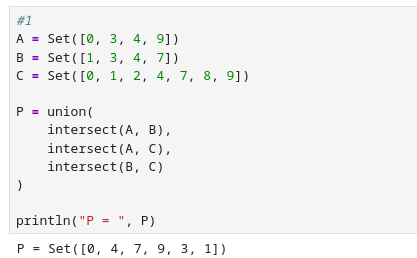 #1
A = Set([0, 3, 4, 9])
B = Set([1, 3, 4, 7])
C = Set([0, 1, 2, 4, 7, 8, 9])
P = union(
    intersect(A, B),
    intersect(A, C),
    intersect(B, C)
)
println("P = ", P)
P = Set([0, 4, 7, 9, 3, 1])